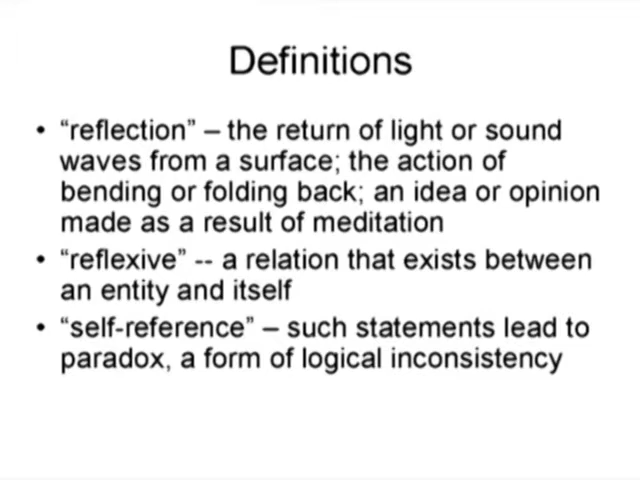 Definitions
• “reflection” – the return of light or sound
waves from a surface; the action of
bending or folding back; an idea or opinion
made as a result of meditation
• “reflexive” -- a relation that exists between
an entity and itself
• “self-reference” – such statements lead to
paradox, a form of logical inconsistency